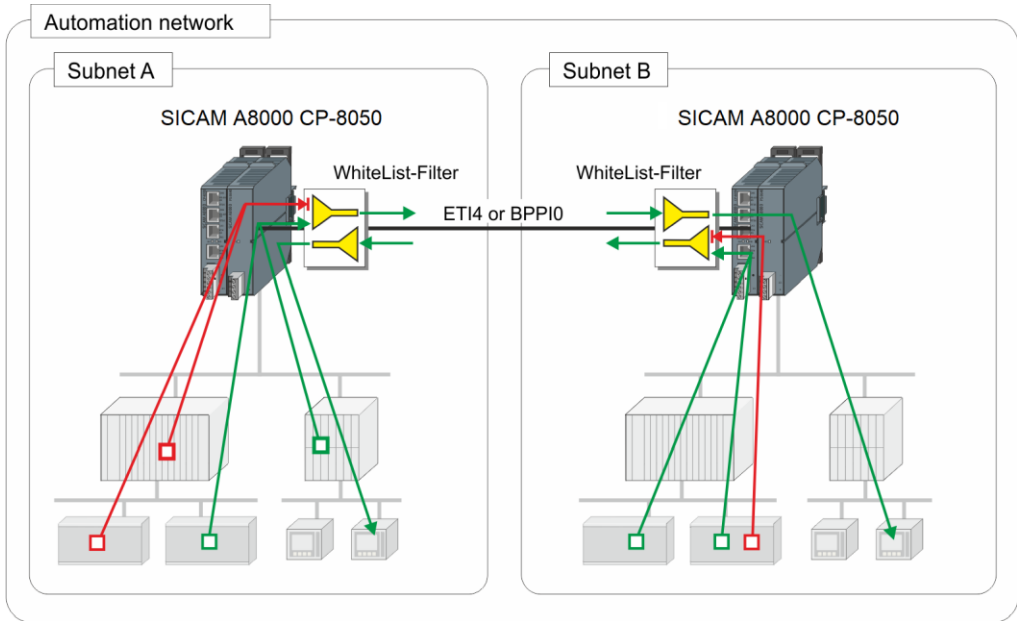 Automation network
Subnet A
Subnet B
SICAM A8000 CP-8050
SICAM A8000 CP-8050
WhiteList-Filter
WhiteList-Filter
ETI4 or BPPI0